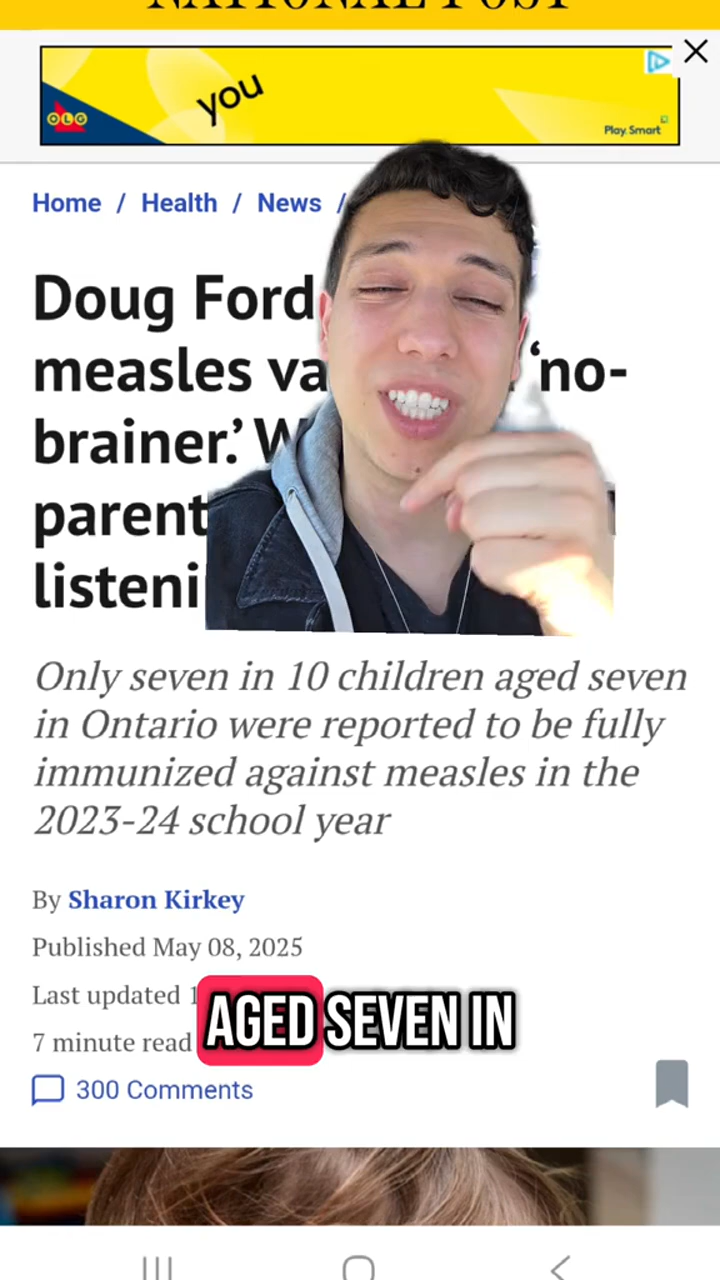 NATIONAL POST
you
OLG
Play. Smart
Home / Health / News /
Doug Ford
measles va 'no-
brainer.' W
parent
listeni
Only seven in 10 children aged seven
in Ontario were reported to be fully
immunized against measles in the
2023-24 school year
By Sharon Kirkey
Published May 08, 2025
Last updated 1
7 minute read
AGED SEVEN IN
300 Comments